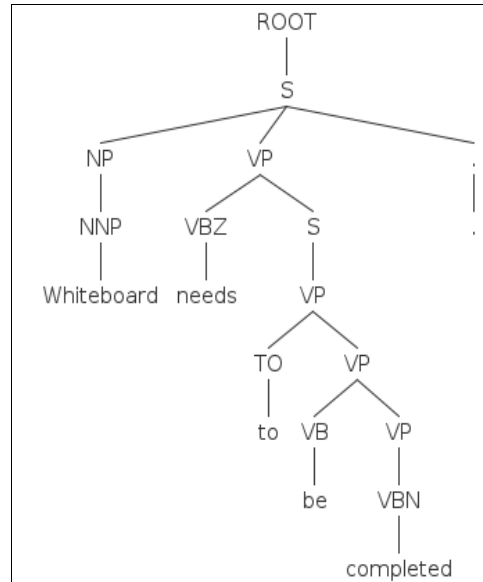 ROOT
S
NP VP .
NNP VBZ S .
Whiteboard needs VP
TO VP
to VB VP
be VBN
completed